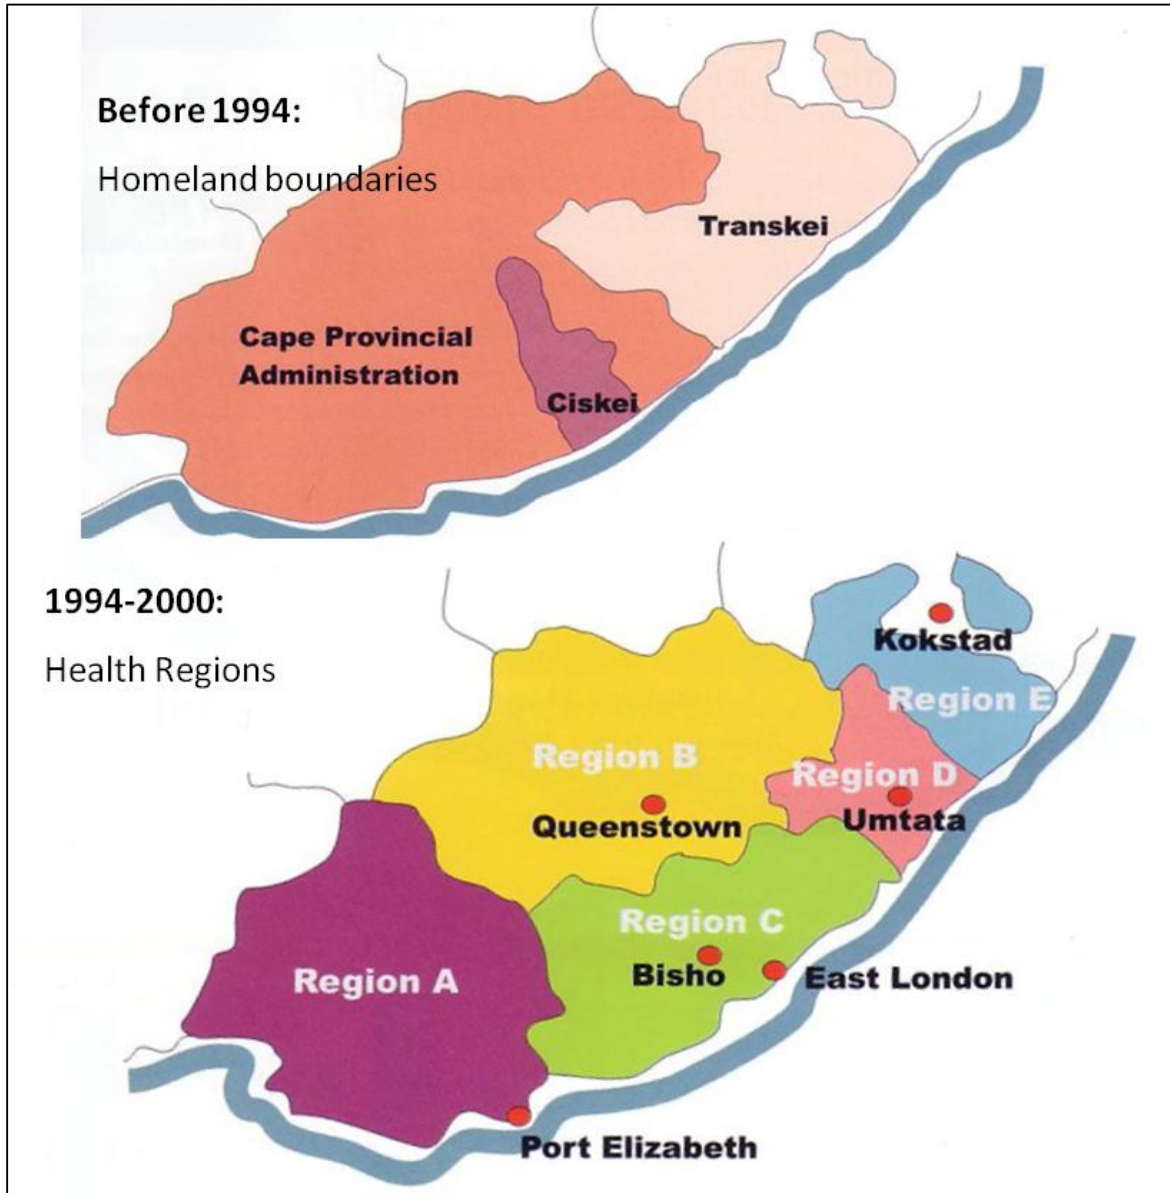 Before 1994:
Homeland boundaries
Transkei
Cape Provincial
Administration
Ciskei
1994-2000:
Health Regions
Kokstad
Region E
Region B
Region D
Queenstown
Umtata
Region C
Bisho
East London
Region A
Port Elizabeth